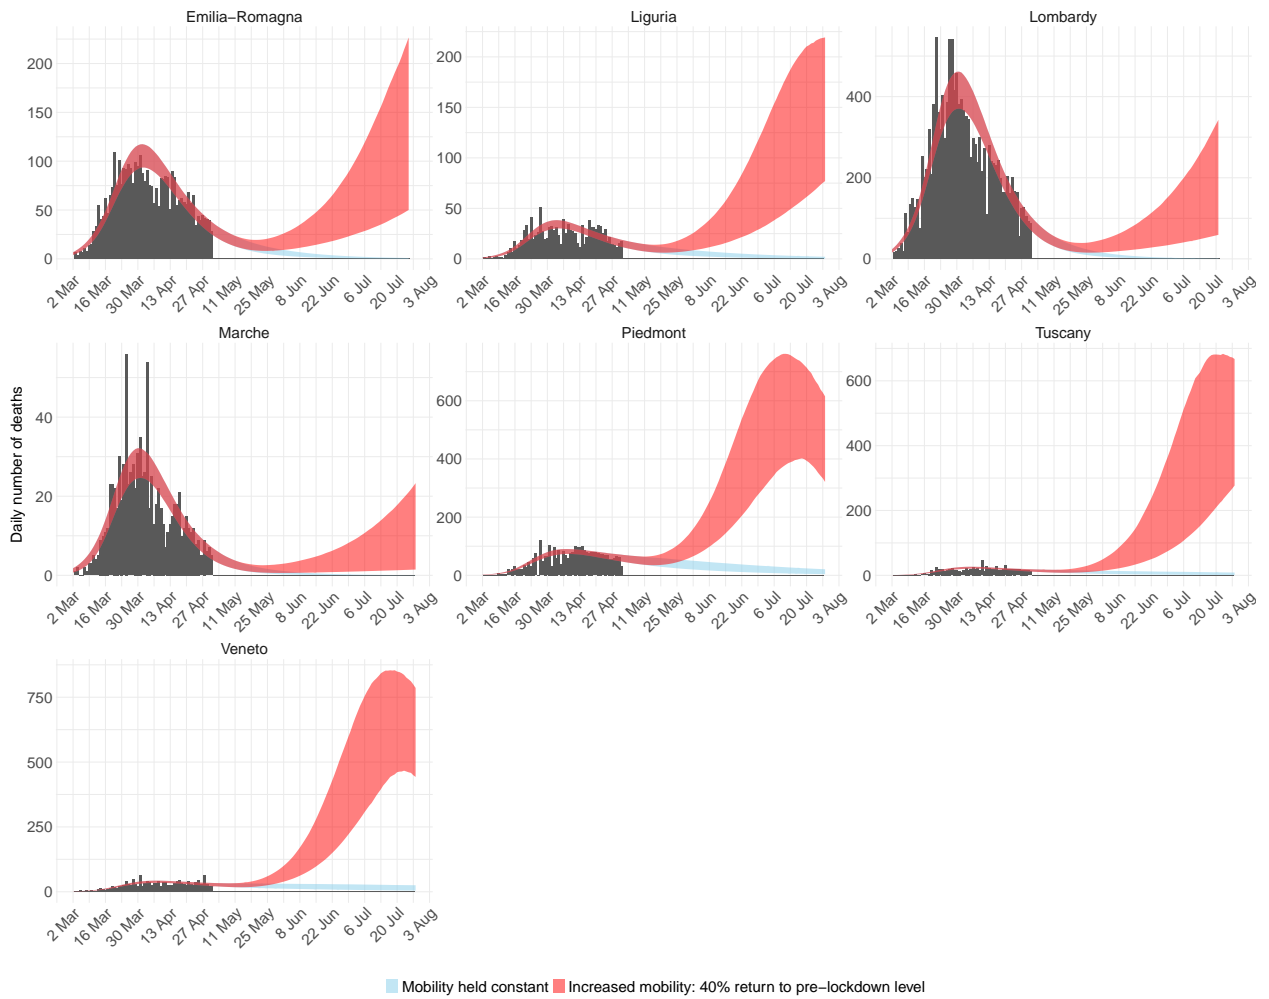 Emilia−Romagna
Liguria
Lombardy
200
150
100
50
0
200
150
100
50
0
400
200
0
2 Mar 16 Mar 30 Mar 13 Apr 27 Apr 11 May 25 May 8 Jun 22 Jun 6 Jul 20 Jul 3 Aug
2 Mar 16 Mar 30 Mar 13 Apr 27 Apr 11 May 25 May 8 Jun 22 Jun 6 Jul 20 Jul 3 Aug
2 Mar 16 Mar 30 Mar 13 Apr 27 Apr 11 May 25 May 8 Jun 22 Jun 6 Jul 20 Jul 3 Aug
Marche
Piedmont
Tuscany
Daily number of deaths
40
20
0
600
400
200
0
600
400
200
0
2 Mar 16 Mar 30 Mar 13 Apr 27 Apr 11 May 25 May 8 Jun 22 Jun 6 Jul 20 Jul 3 Aug
2 Mar 16 Mar 30 Mar 13 Apr 27 Apr 11 May 25 May 8 Jun 22 Jun 6 Jul 20 Jul 3 Aug
2 Mar 16 Mar 30 Mar 13 Apr 27 Apr 11 May 25 May 8 Jun 22 Jun 6 Jul 20 Jul 3 Aug
Veneto
750
500
250
0
2 Mar 16 Mar 30 Mar 13 Apr 27 Apr 11 May 25 May 8 Jun 22 Jun 6 Jul 20 Jul 3 Aug
Mobility held constant Increased mobility: 40% return to pre−lockdown level